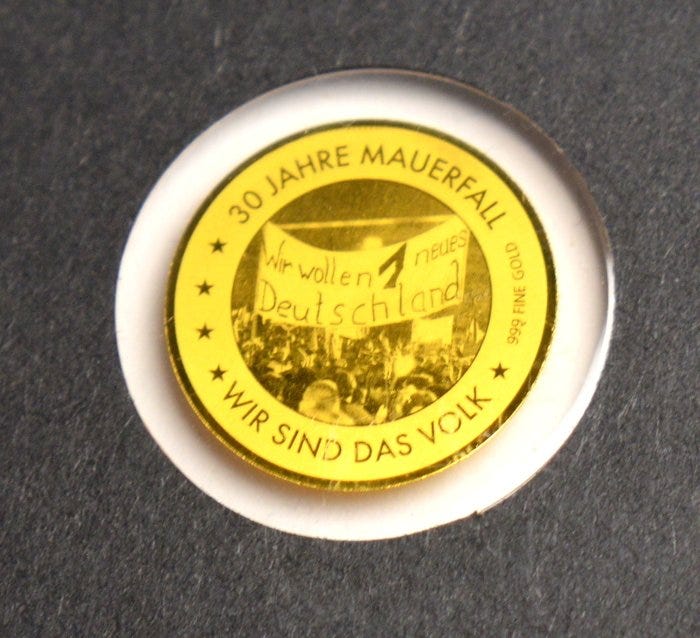 30 JAHRE MAUERFALL
Wir wollen 1 neues
Deutschland
999 FINE GOLD
WIR SIND DAS VOLK